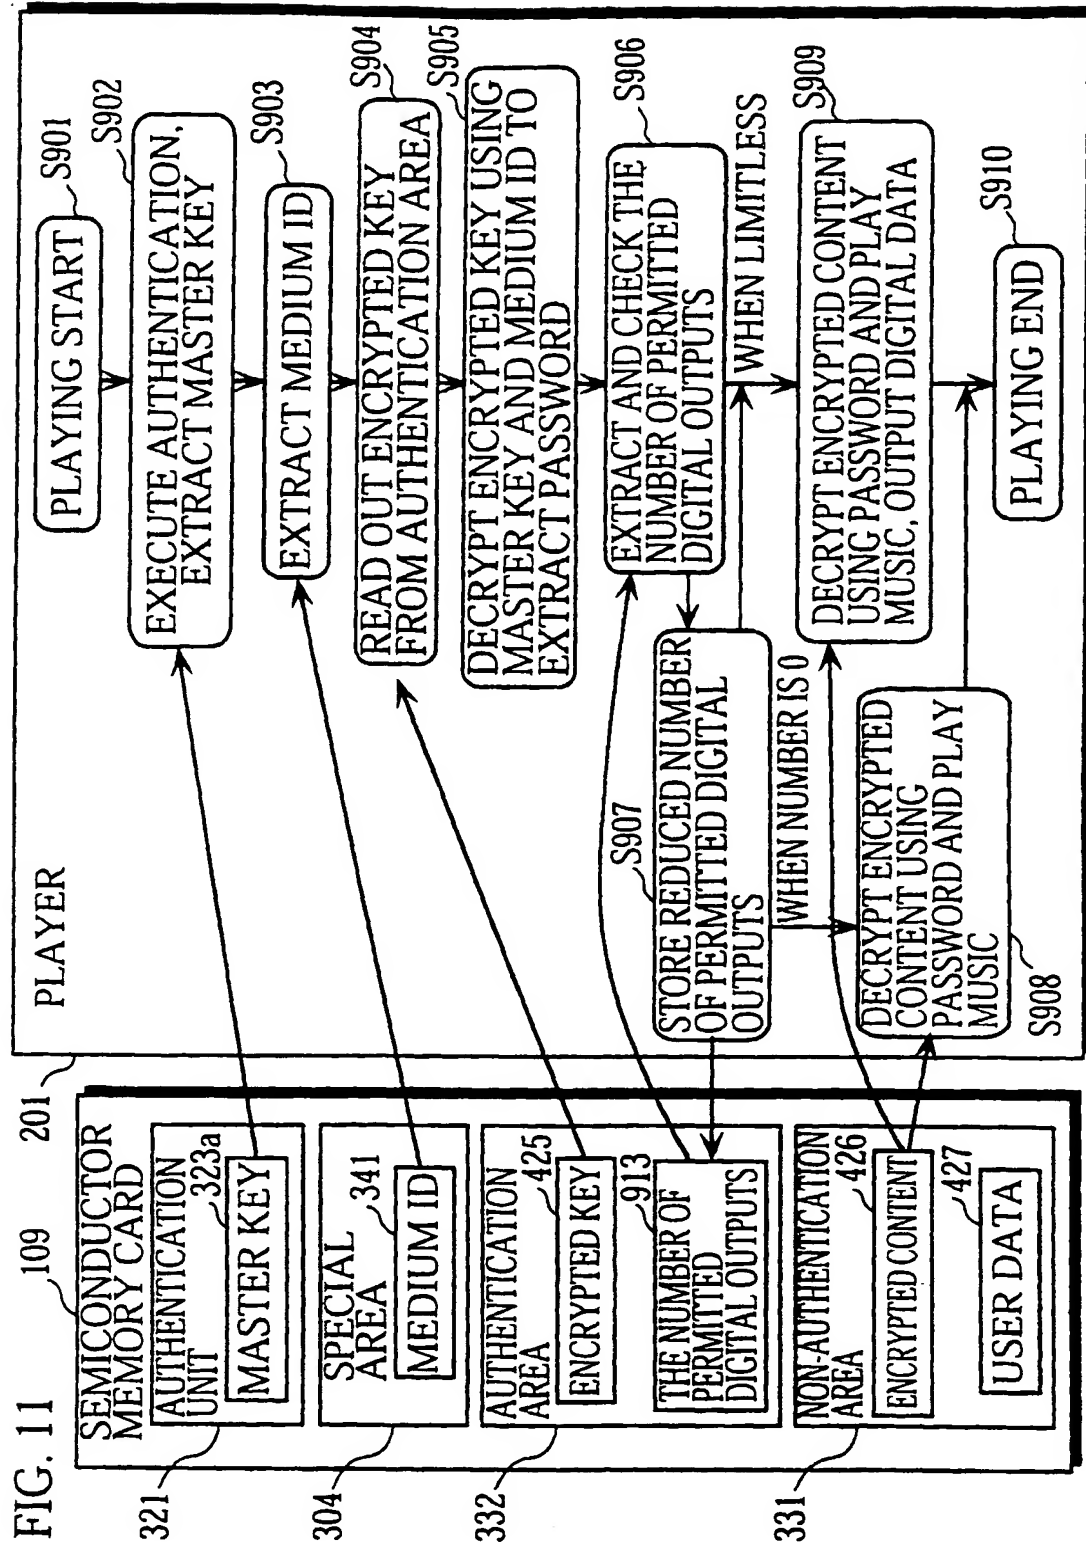 FIG. 11
109
SEMICONDUCTOR
MEMORY CARD
321
AUTHENTICATION
UNIT
323a
MASTER KEY
304
SPECIAL
AREA
341
MEDIUM ID
332
AUTHENTICATION
AREA
425
ENCRYPTED KEY
913
THE NUMBER OF
PERMITTED
DIGITAL OUTPUTS
331
NON-AUTHENTICATION
AREA
426
ENCRYPTED CONTENT
427
USER DATA
201
PLAYER
PLAYING START
S901
EXECUTE AUTHENTICATION,
EXTRACT MASTER KEY
S902
EXTRACT MEDIUM ID
S903
READ OUT ENCRYPTED KEY
FROM AUTHENTICATION AREA
S904
DECRYPT ENCRYPTED KEY USING
MASTER KEY AND MEDIUM ID TO
EXTRACT PASSWORD
S905
EXTRACT AND CHECK THE
NUMBER OF PERMITTED
DIGITAL OUTPUTS
S906
S907
STORE REDUCED NUMBER
OF PERMITTED DIGITAL
OUTPUTS
WHEN LIMITLESS
WHEN NUMBER IS 0
DECRYPT ENCRYPTED
CONTENT USING
PASSWORD AND PLAY
MUSIC
S908
DECRYPT ENCRYPTED CONTENT
USING PASSWORD AND PLAY
MUSIC, OUTPUT DIGITAL DATA
S909
PLAYING END
S910